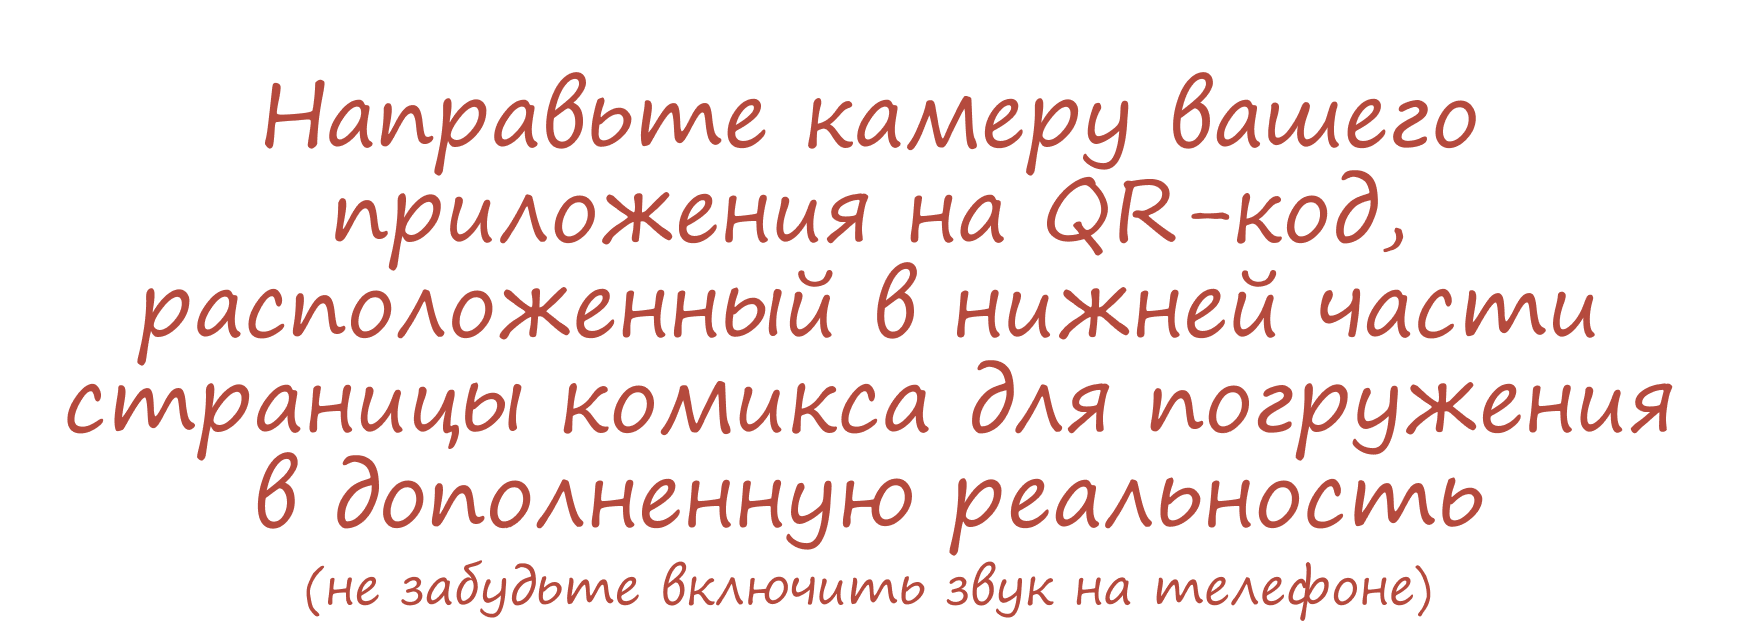 Направьте камеру вашего
приложения на QR-код,
расположенный в нижней части
страницы комикса для погружения
в дополненную реальность
(не забудьте включить звук на телефоне)